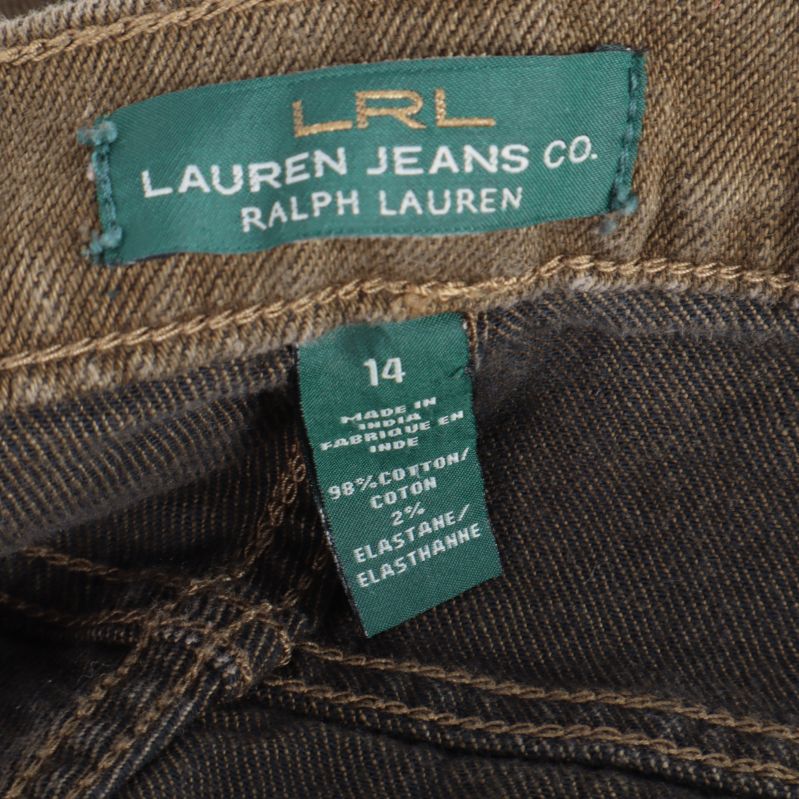 LRL
LAUREN JEANS CO.
RALPH LAUREN
14
MADE IN
INDIA
FABRIQUE EN
INDE
98%COTTON/
COTON
2%
ELASTANE/
ELASTHANNE